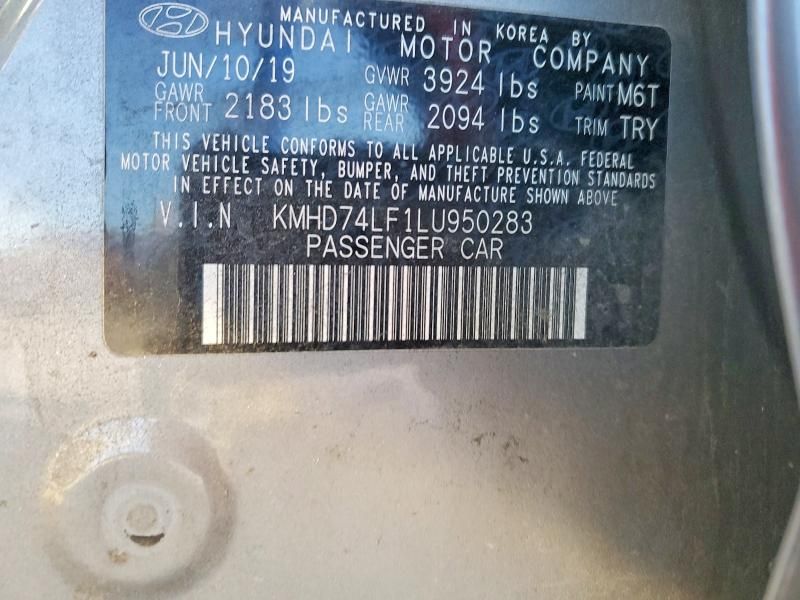 MANUFACTURED IN KOREA BY
HYUNDAI MOTOR COMPANY
JUN/10/19 GVWR 3924 lbs PAINT M6T
GAWR FRONT 2183 lbs GAWR REAR 2094 lbs TRIM TRY
THIS VEHICLE CONFORMS TO ALL APPLICABLE U.S.A. FEDERAL
MOTOR VEHICLE SAFETY, BUMPER, AND THEFT PREVENTION STANDARDS
IN EFFECT ON THE DATE OF MANUFACTURE SHOWN ABOVE
V.I.N KMHD74LF1LU950283
PASSENGER CAR